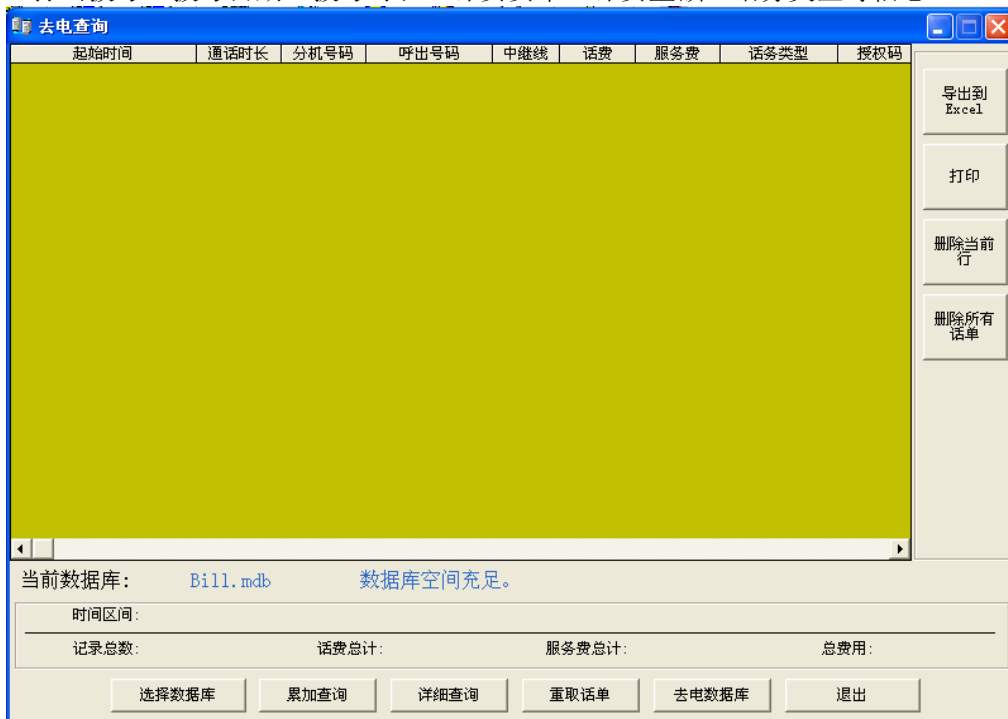 去电查询
起始时间 通话时长 分机号码 呼出号码 中继线 话费 服务费 话务类型 授权码
导出到
Excel
打印
删除当前
行
删除所有
话单
当前数据库: Bill.mdb 数据库空间充足。
时间区间:
记录总数: 话费总计: 服务费总计: 总费用:
选择数据库 累加查询 详细查询 重取话单 去电数据库 退出